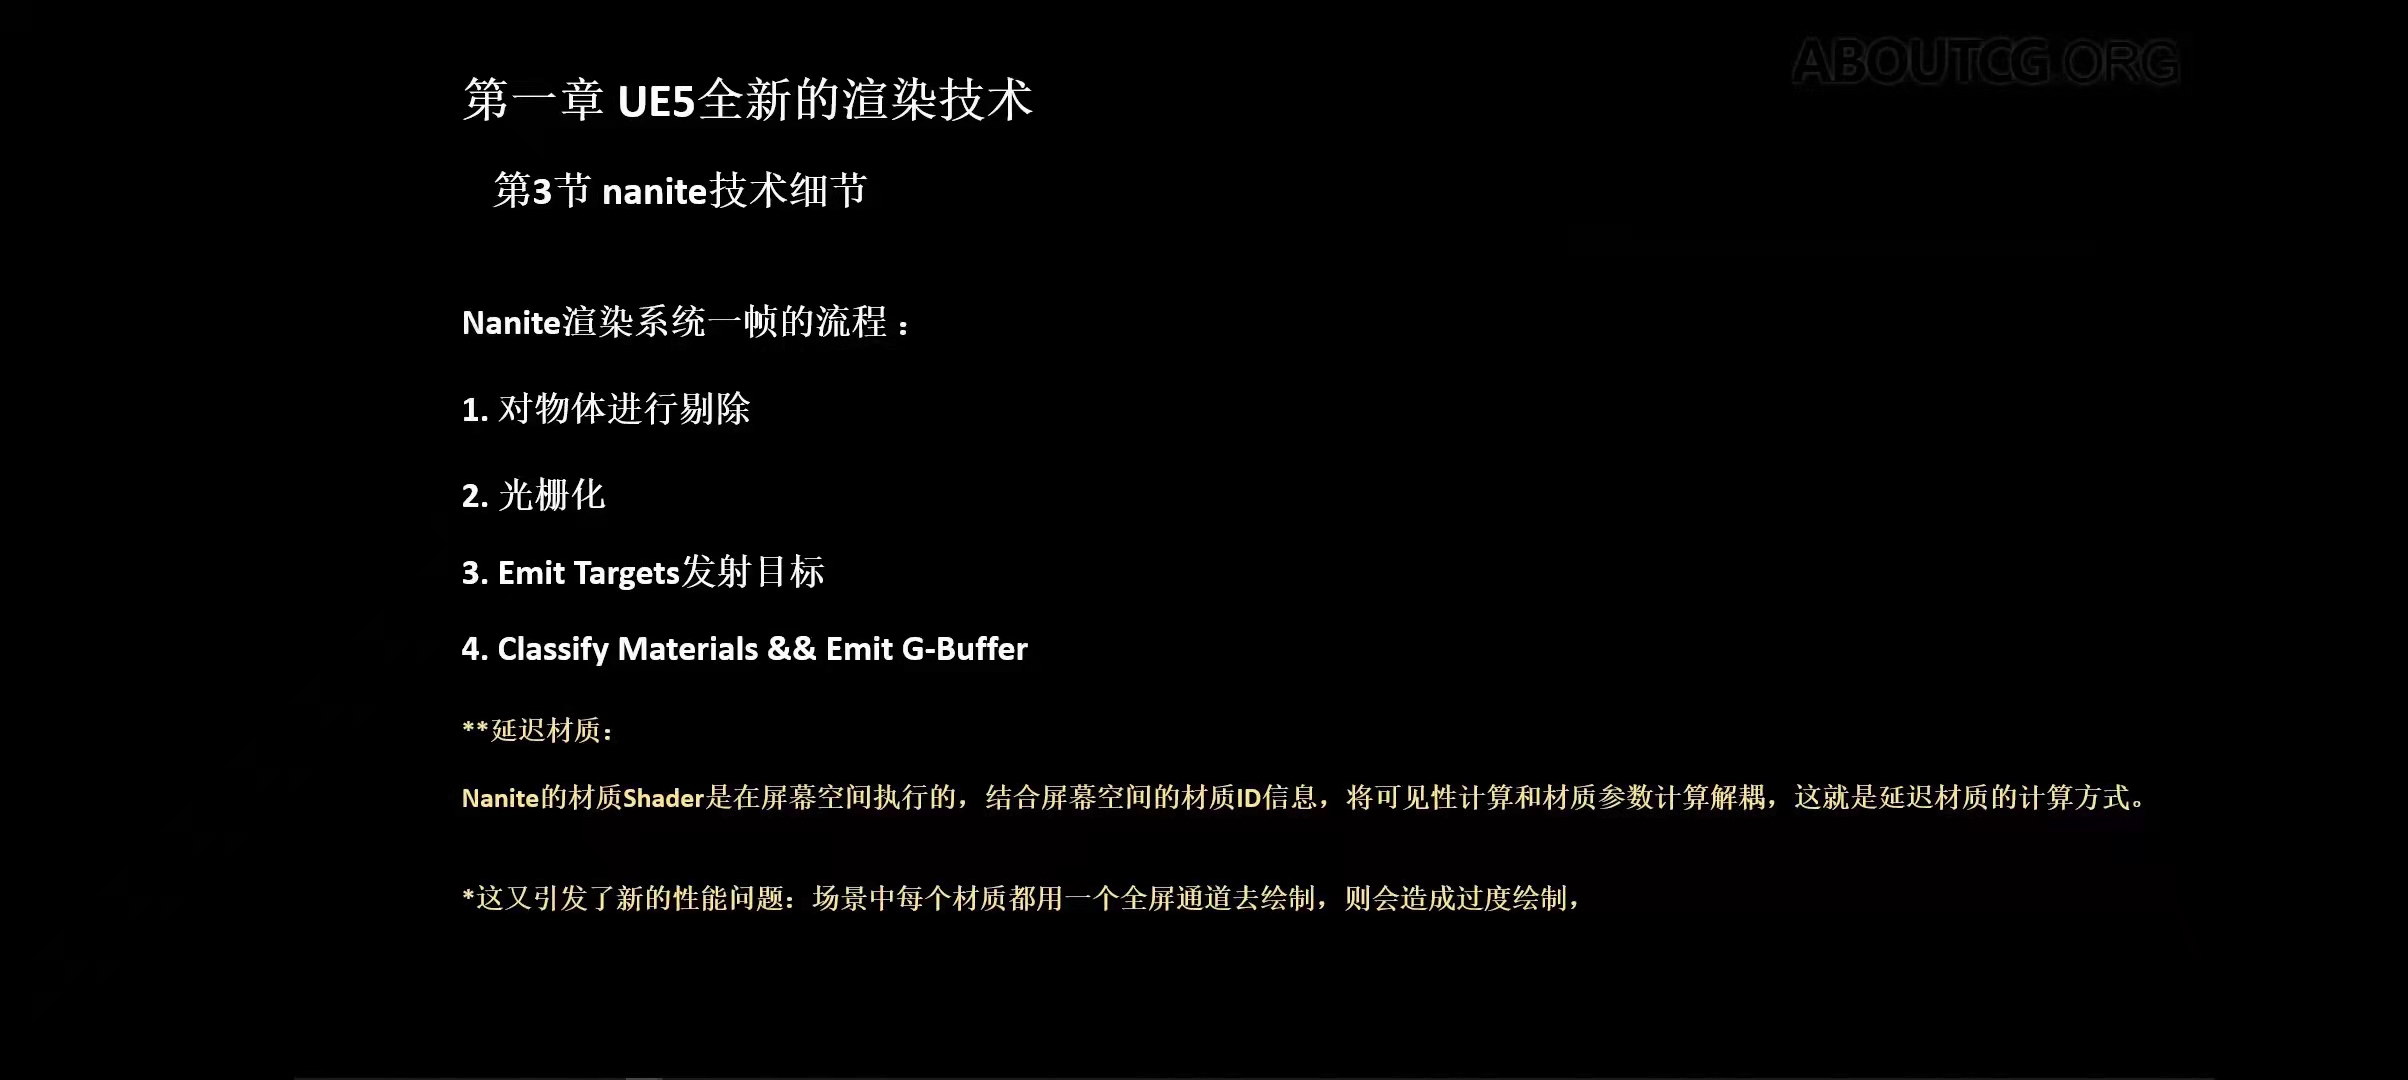 ABOUTCG.ORG
第一章 UE5全新的渲染技术
第3节 nanite技术细节
Nanite渲染系统一帧的流程：
1. 对物体进行剔除
2. 光栅化
3. Emit Targets发射目标
4. Classify Materials && Emit G-Buffer
**延迟材质：
Nanite的材质Shader是在屏幕空间执行的，结合屏幕空间的材质ID信息，将可见性计算和材质参数计算解耦，这就是延迟材质的计算方式。
*这又引发了新的性能问题：场景中每个材质都用一个全屏通道去绘制，则会造成过度绘制，